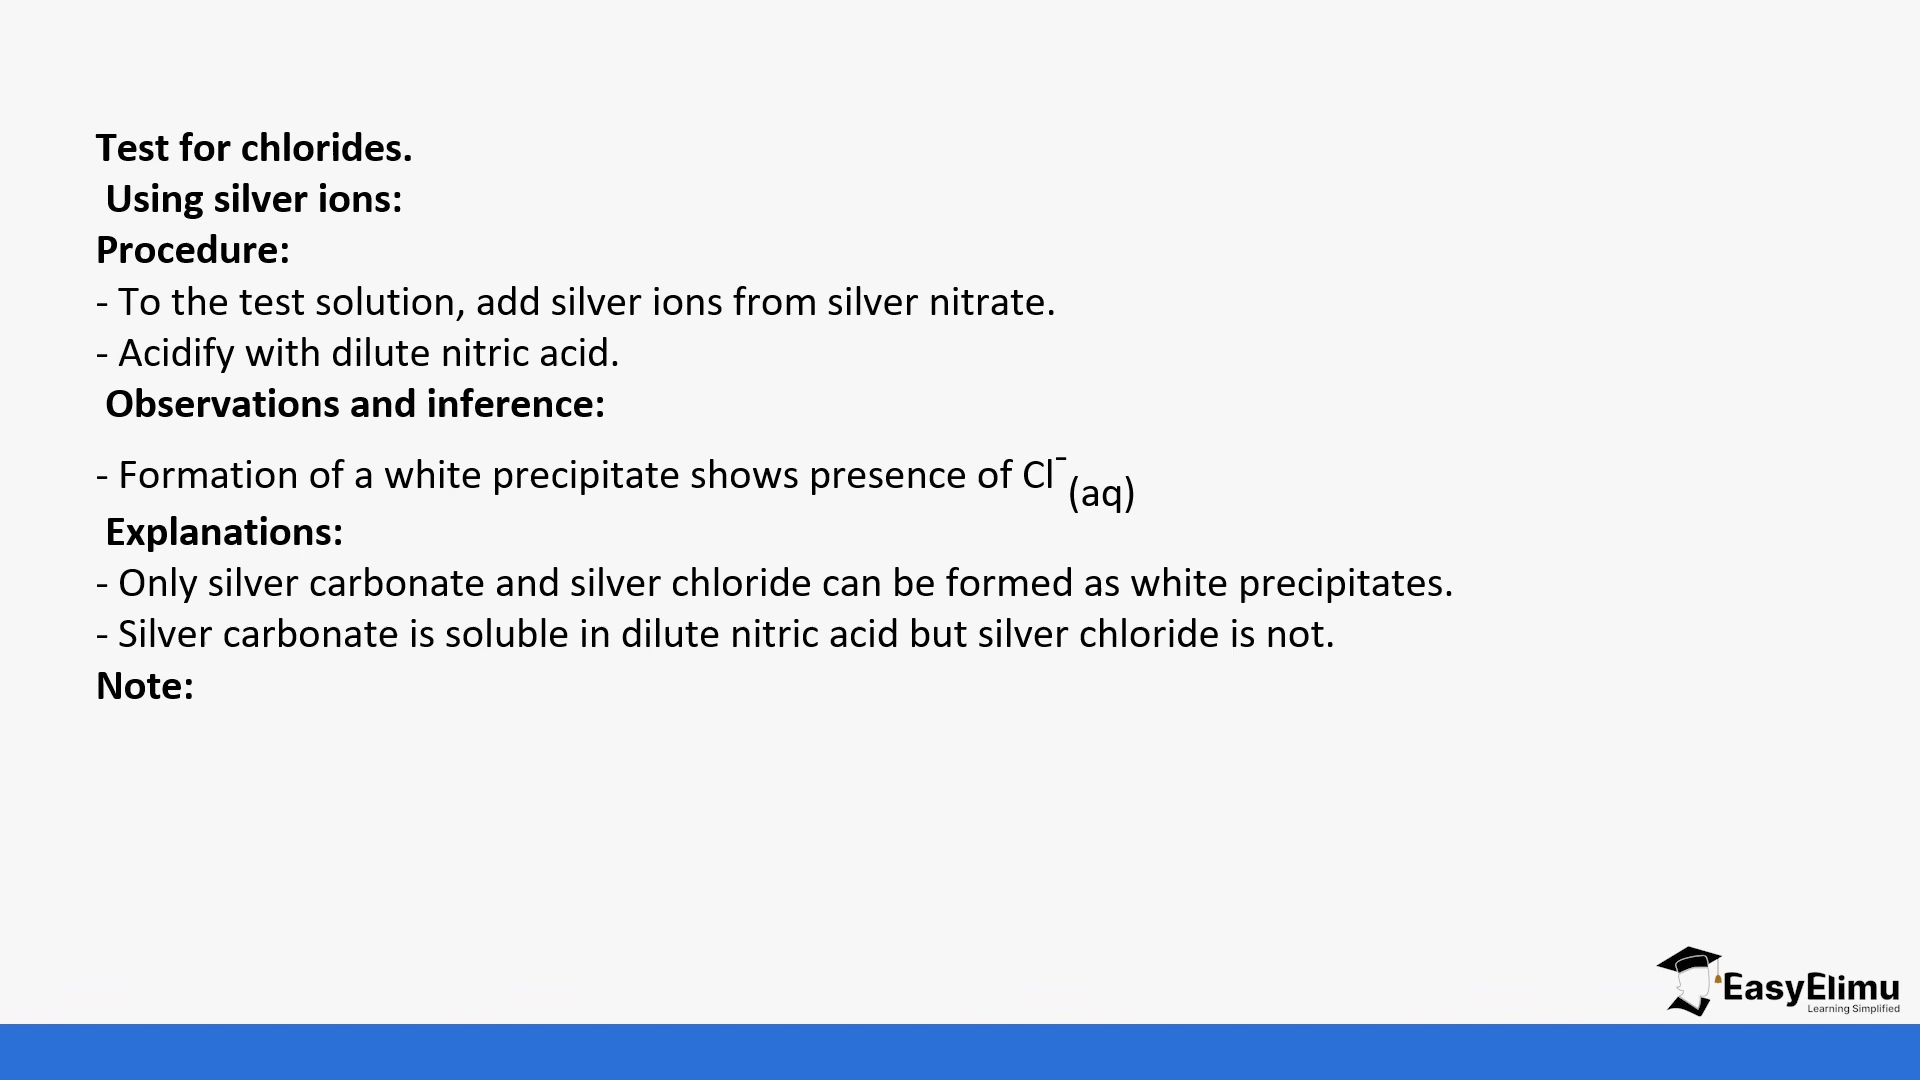 Test for chlorides.
Using silver ions:
Procedure:
- To the test solution, add silver ions from silver nitrate.
- Acidify with dilute nitric acid.
Observations and inference:
- Formation of a white precipitate shows presence of Cl⁻(aq)
Explanations:
- Only silver carbonate and silver chloride can be formed as white precipitates.
- Silver carbonate is soluble in dilute nitric acid but silver chloride is not.
Note:
EasyElimu
Learning Simplified